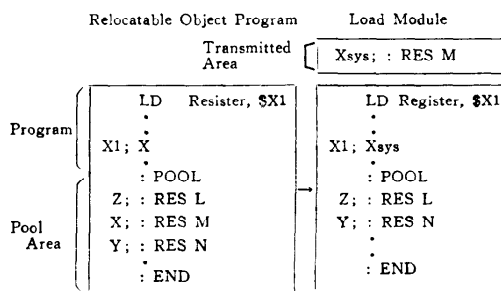 Relocatable Object Program Load Module
Transmitted Area
Xsys; : RES M
Program
LD Resister, $X1
X1; X
: POOL
Pool Area
Z; : RES L
X; : RES M
Y; : RES N
: END
LD Register, $X1
X1; Xsys
: POOL
Z; : RES L
Y; : RES N
: END